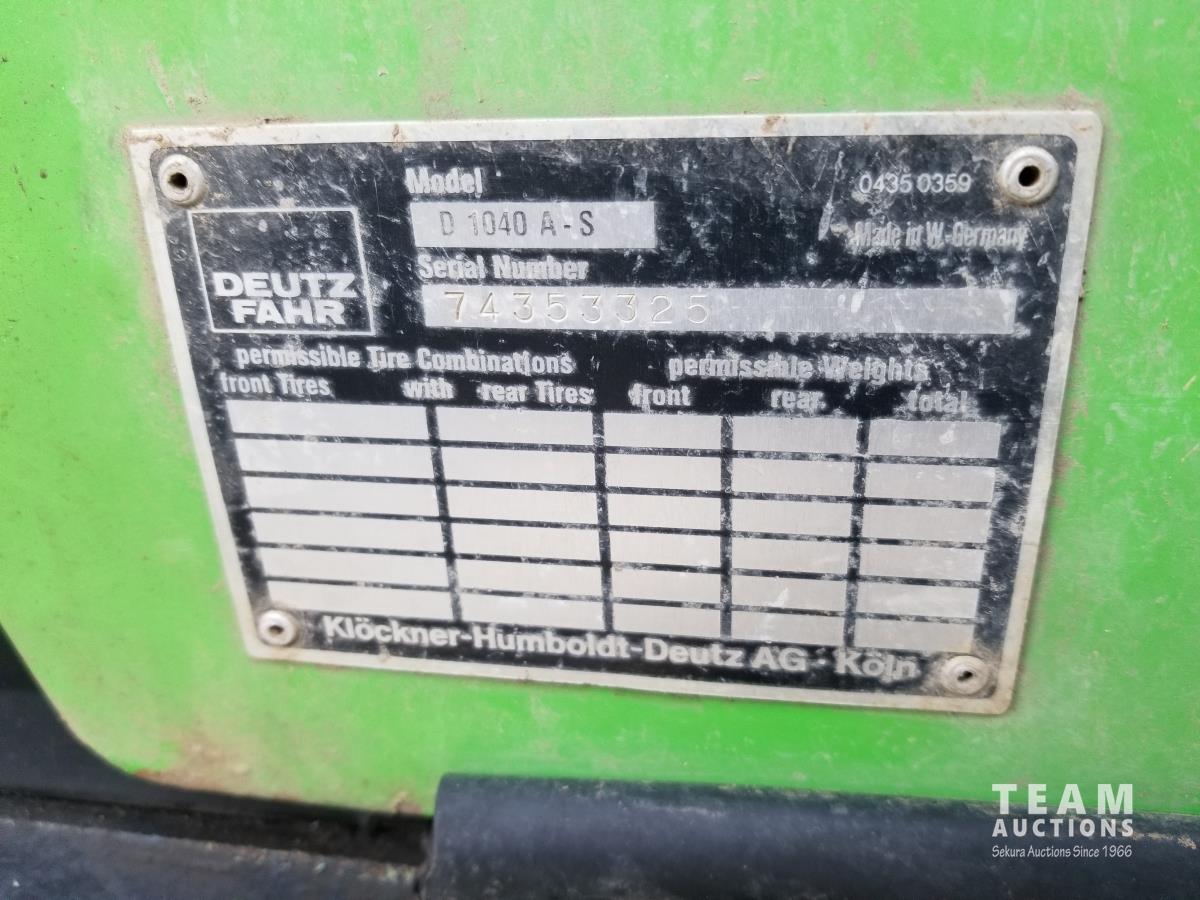 Model
0435 0359
D 1040 A - S
Made in W.-Germany
Serial Number
DEUTZ
FAHR
74353325
permissible Tire Combinations
permissible Weights
front Tires with rear Tires front rear total
Klöckner-Humboldt-Deutz AG · Köln
TEAM
AUCTIONS
Sekura Auctions Since 1966